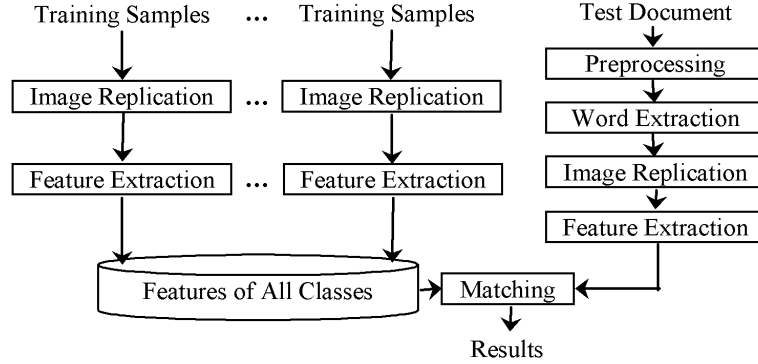 Training Samples ... Training Samples
Image Replication ... Image Replication
Feature Extraction ... Feature Extraction
Features of All Classes
Test Document
Preprocessing
Word Extraction
Image Replication
Feature Extraction
Matching
Results